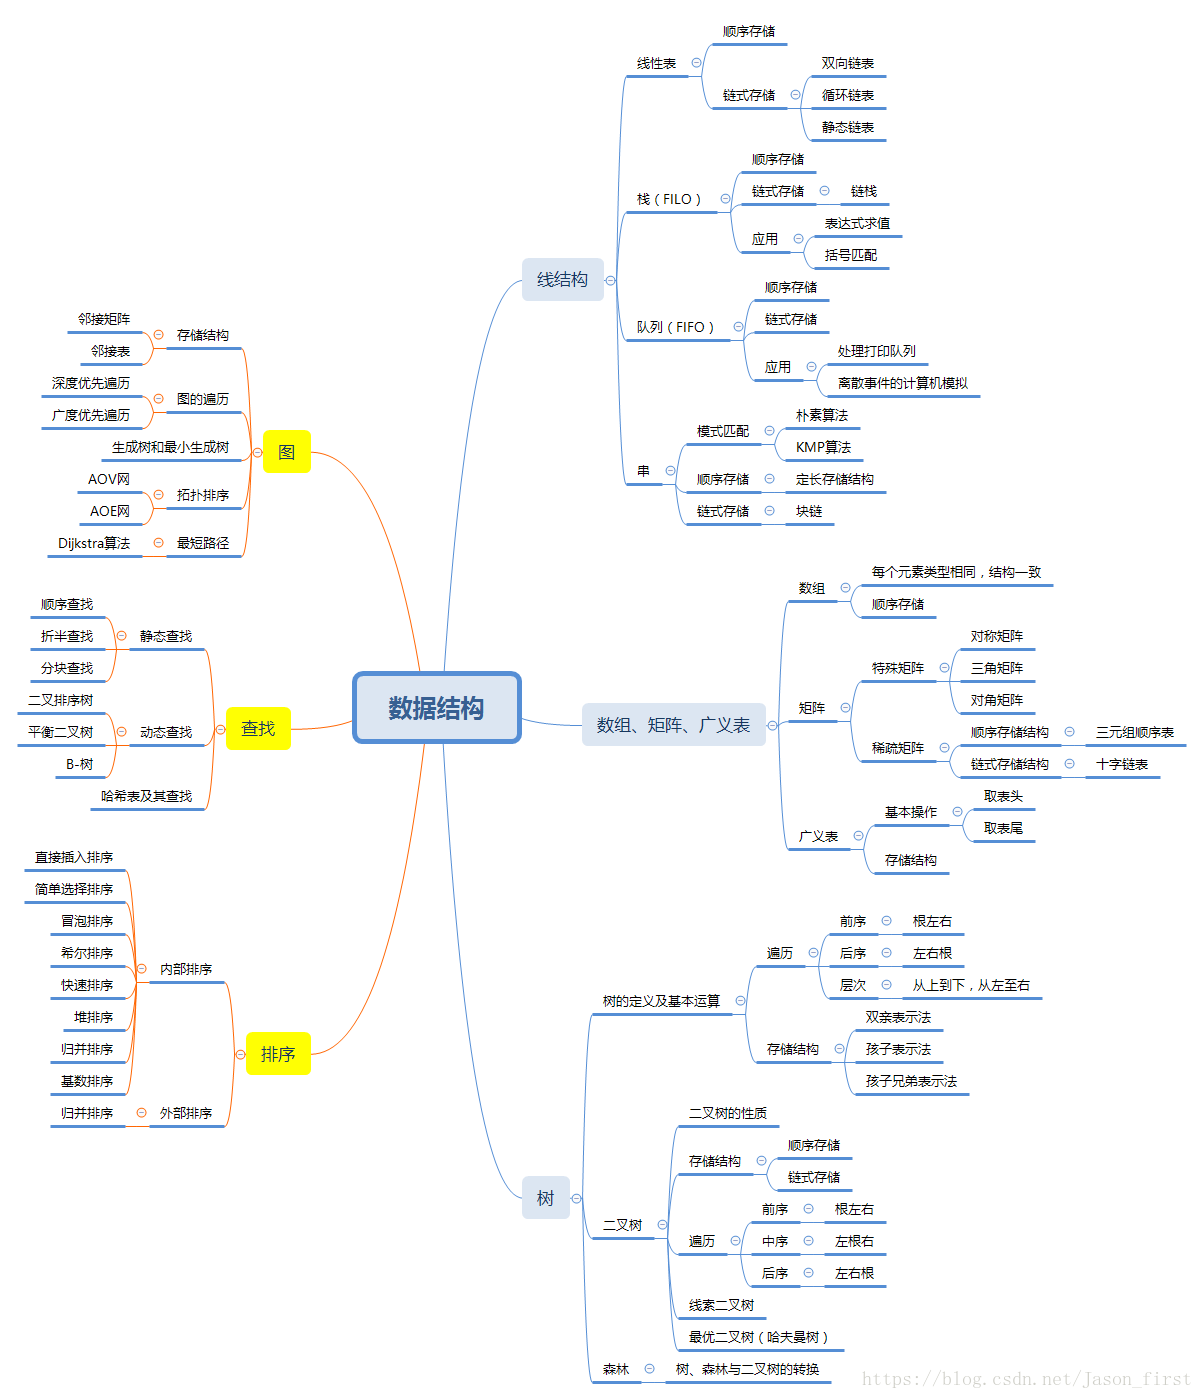 数据结构
线结构
线性表
顺序存储
链式存储
双向链表
循环链表
静态链表
栈（FILO）
顺序存储
链式存储
链栈
应用
表达式求值
括号匹配
队列（FIFO）
顺序存储
链式存储
应用
处理打印队列
离散事件的计算机模拟
串
模式匹配
朴素算法
KMP算法
顺序存储
定长存储结构
链式存储
块链
数组、矩阵、广义表
数组
每个元素类型相同，结构一致
顺序存储
矩阵
特殊矩阵
对称矩阵
三角矩阵
对角矩阵
稀疏矩阵
顺序存储结构
三元组顺序表
链式存储结构
十字链表
广义表
基本操作
取表头
取表尾
存储结构
树
树的定义及基本运算
遍历
前序
根左右
后序
左右根
层次
从上到下，从左至右
存储结构
双亲表示法
孩子表示法
孩子兄弟表示法
二叉树
二叉树的性质
存储结构
顺序存储
链式存储
遍历
前序
根左右
中序
左根右
后序
左右根
线素二叉树
最优二叉树（哈夫曼树）
森林
树、森林与二叉树的转换
图
存储结构
邻接矩阵
邻接表
图的遍历
深度优先遍历
广度优先遍历
生成树和最小生成树
拓扑排序
AOV网
AOE网
最短路径
Dijkstra算法
查找
静态查找
顺序查找
折半查找
分块查找
动态查找
二叉排序树
平衡二叉树
B-树
哈希表及其查找
排序
内部排序
直接插入排序
简单选择排序
冒泡排序
希尔排序
快速排序
堆排序
归并排序
基数排序
外部排序
归并排序
https://blog.csdn.net/Jason_first